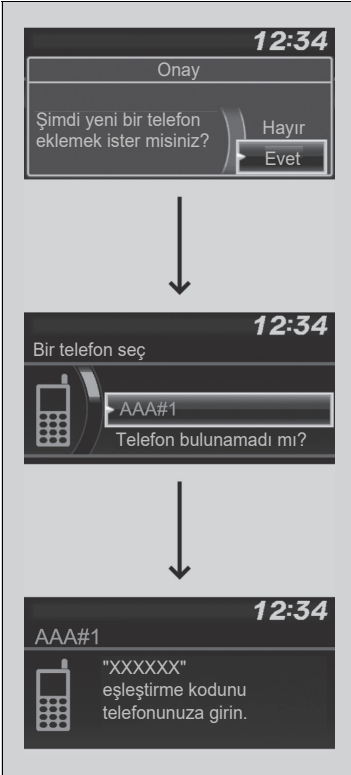 12:34
Onay
Şimdi yeni bir telefon
eklemek ister misiniz?
Hayır
Evet
12:34
Bir telefon seç
AAA#1
Telefon bulunamadı mı?
12:34
AAA#1
"XXXXXX"
eşleştirme kodunu
telefonunuza girin.